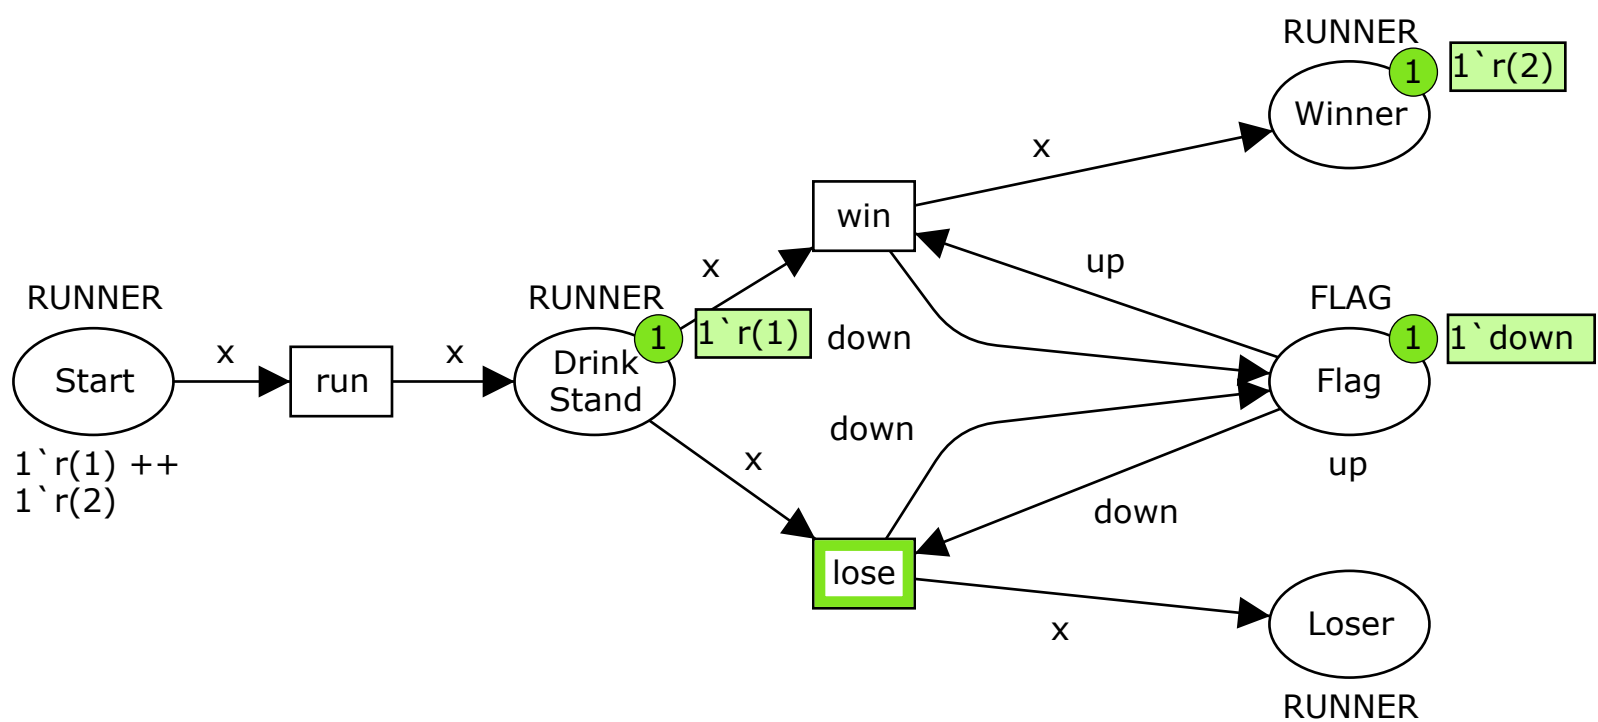 RUNNER
1
1`r(2)
Winner
x
win
up
x
RUNNER
RUNNER
FLAG
1
1`r(1)
down
1
1`down
x
x
Start
run
Drink
Stand
Flag
down
1`r(1) ++
1`r(2)
x
up
down
lose
x
Loser
RUNNER